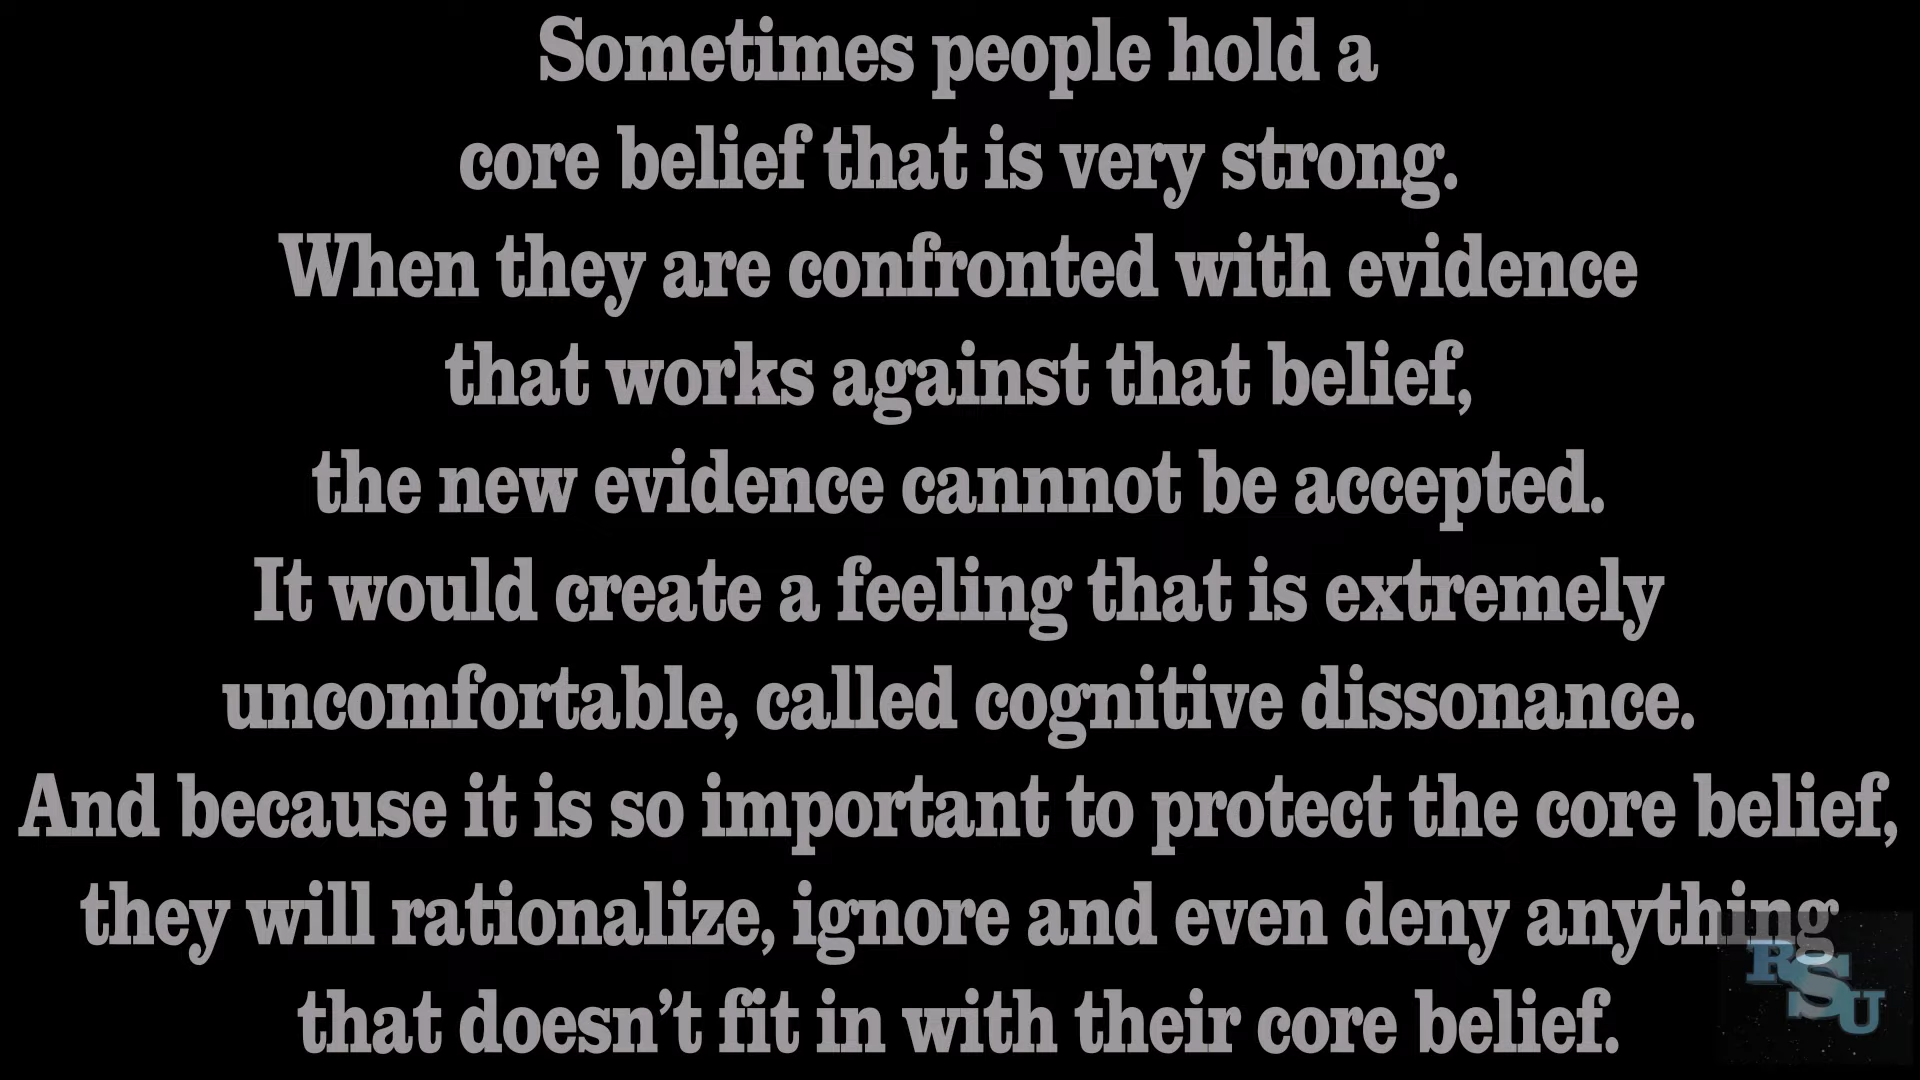 Sometimes people hold a
core belief that is very strong.
When they are confronted with evidence
that works against that belief,
the new evidence cannnot be accepted.
It would create a feeling that is extremely
uncomfortable, called cognitive dissonance.
And because it is so important to protect the core belief,
they will rationalize, ignore and even deny anything
that doesn’t fit in with their core belief.
RSU